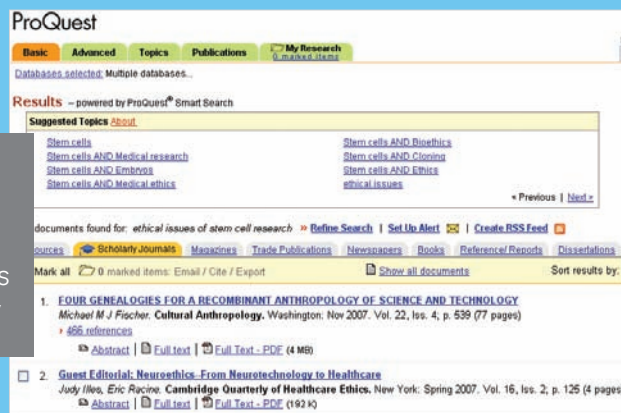 ProQuest
Basic Advanced Topics Publications My Research
0 marked items
Databases selected: Multiple databases...
Results – powered by ProQuest® Smart Search
Suggested Topics About
Stem cells Stem cells AND Bioethics
Stem cells AND Medical research Stem cells AND Cloning
Stem cells AND Embryos Stem cells AND Ethics
Stem cells AND Medical ethics ethical issues
< Previous | Next >
documents found for: ethical issues of stem cell research » Refine Search | Set Up Alert | Create RSS Feed
ources Scholarly Journals Magazines Trade Publications Newspapers Books Reference/Reports Dissertations
Mark all 0 marked items: Email / Cite / Export Show all documents Sort results by:
s
1. FOUR GENEALOGIES FOR A RECOMBINANT ANTHROPOLOGY OF SCIENCE AND TECHNOLOGY
Michael M J Fischer. Cultural Anthropology. Washington: Nov 2007. Vol. 22, Iss. 4; p. 539 (77 pages)
› 466 references
Abstract | Full text | Full Text - PDF (4 MB)
2. Guest Editorial: Neuroethics--From Neurotechnology to Healthcare
Judy Illes, Eric Racine. Cambridge Quarterly of Healthcare Ethics. New York: Spring 2007. Vol. 16, Iss. 2; p. 125 (4 pages
Abstract | Full text | Full Text - PDF (192 K)